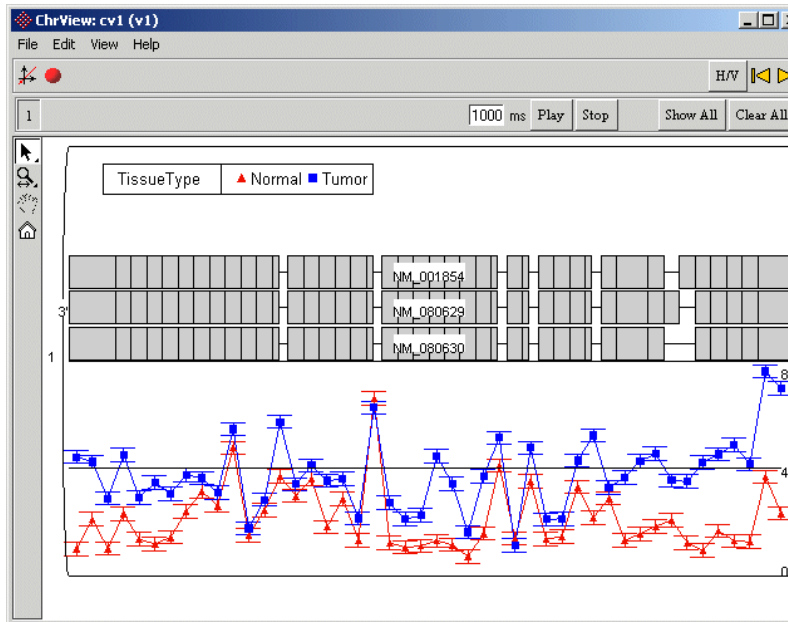 ChrView: cv1 (v1)
File Edit View Help
H/V
1 1000 ms Play Stop Show All Clear All
TissueType Normal Tumor
NM_001854
3' NM_080629
NM_080630
1
8
4
0